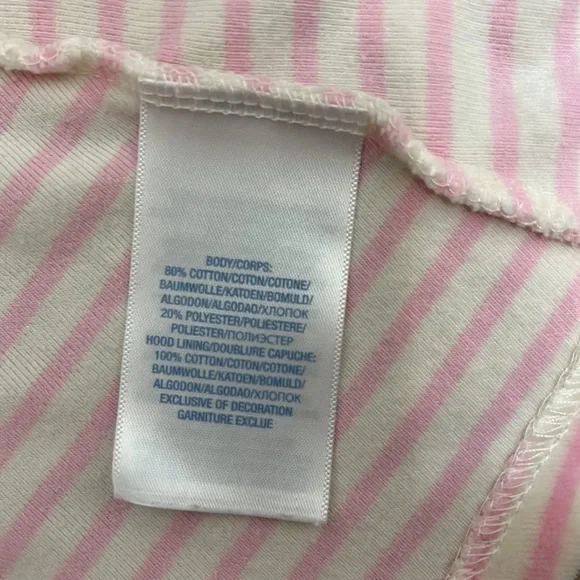 BODY/CORPS:
80% COTTON/COTON/COTONE/
BAUMWOLLE/KATOEN/BOMULD/
ALGODON/ALGODAO/ХЛОПОК
20% POLYESTER/POLIESTERE/
POLIESTER/ПОЛИЭСТЕР
HOOD LINING/DOUBLURE CAPUCHE:
100% COTTON/COTON/COTONE/
BAUMWOLLE/KATOEN/BOMULD/
ALGODON/ALGODAO/ХЛОПОК
EXCLUSIVE OF DECORATION
GARNITURE EXCLUE